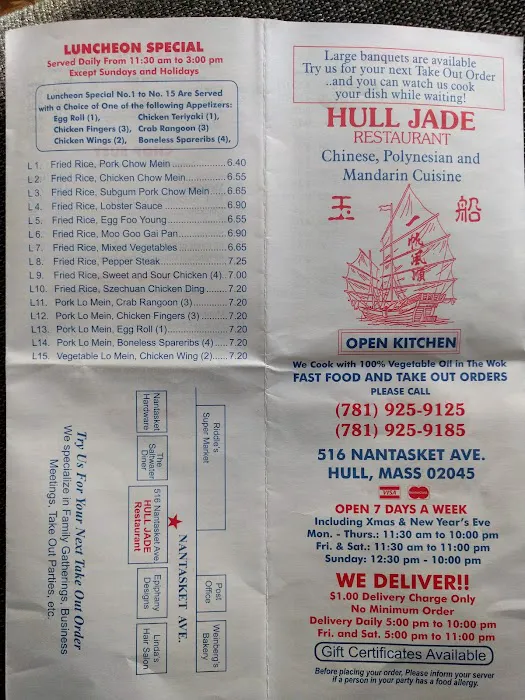 LUNCHEON SPECIAL
Served Daily From 11:30 am to 3:00 pm
Except Sundays and Holidays
Luncheon Special No.1 to No. 15 Are Served
with a Choice of One of the following Appetizers:
Egg Roll (1), Chicken Teriyaki (1),
Chicken Fingers (3), Crab Rangoon (3)
Chicken Wings (2), Boneless Spareribs (4),
L 1. Fried Rice, Pork Chow Mein 6.40
L 2. Fried Rice, Chicken Chow Mein 6.55
L 3. Fried Rice, Subgum Pork Chow Mein 6.65
L 4. Fried Rice, Lobster Sauce 6.90
L 5. Fried Rice, Egg Foo Young 6.55
L 6. Fried Rice, Moo Goo Gai Pan 6.90
L 7. Fried Rice, Mixed Vegetables 6.65
L 8. Fried Rice, Pepper Steak 7.25
L 9. Fried Rice, Sweet and Sour Chicken (4) 7.00
L10. Fried Rice, Szechuan Chicken Ding 7.20
L11. Pork Lo Mein, Crab Rangoon (3) 7.20
L12. Pork Lo Mein, Chicken Fingers (3) 7.20
L13. Pork Lo Mein, Egg Roll (1) 7.20
L14. Pork Lo Mein, Boneless Spareribs (4) 7.20
L15. Vegetable Lo Mein, Chicken Wing (2) 7.20
Try Us For Your Next Take Out Order
We specialize in Family Gatherings, Business
Meetings, Take Out Parties, etc.
Nantasket
Hardware
The
Saltwater
Diner
516 Nantasket Ave.
HULL JADE
Restaurant
Epiphany
Designs
Linda's
Hair Salon
NANTASKET AVE.
Riddle's
Super Market
Post
Office
Weinberg's
Bakery
Large banquets are available
Try us for your next Take Out Order
..and you can watch us cook
your dish while waiting!
HULL JADE
RESTAURANT
Chinese, Polynesian and
Mandarin Cuisine
玉 船
一帆風順
OPEN KITCHEN
We Cook with 100% Vegetable Oil in The Wok
FAST FOOD AND TAKE OUT ORDERS
PLEASE CALL
(781) 925-9125
(781) 925-9185
516 NANTASKET AVE.
HULL, MASS 02045
VISA
OPEN 7 DAYS A WEEK
Including Xmas & New Year's Eve
Mon. - Thurs.: 11:30 am to 10:00 pm
Fri. & Sat.: 11:30 am to 11:00 pm
Sunday: 12:30 pm - 10:00 pm
WE DELIVER!!
$1.00 Delivery Charge Only
No Minimum Order
Delivery Daily 5:00 pm to 10:00 pm
Fri. and Sat. 5:00 pm to 11:00 pm
Gift Certificates Available
Before placing your order, Please inform your server
if a person in your party has a food allergy.